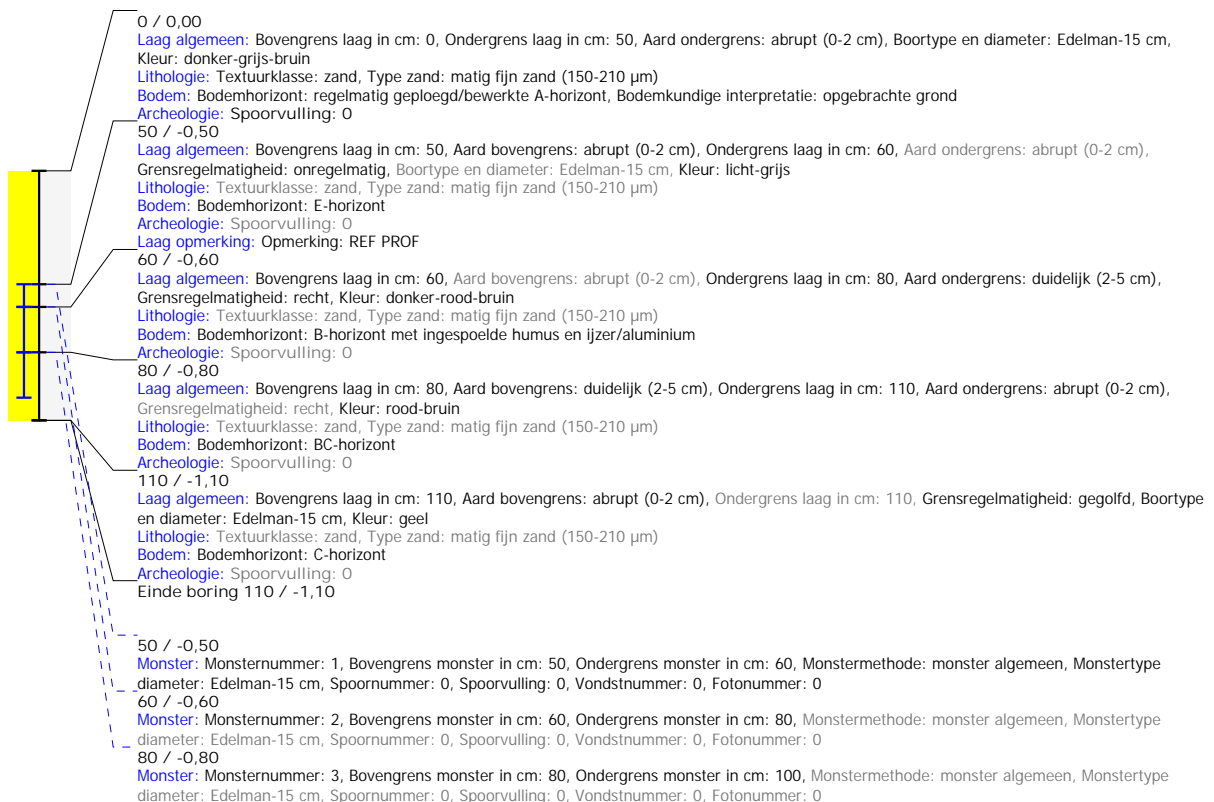 0 / 0,00
Laag algemeen: Bovengrens laag in cm: 0, Ondergrens laag in cm: 50, Aard ondergrens: abrupt (0-2 cm), Boortype en diameter: Edelman-15 cm,
Kleur: donker-grijs-bruin
Lithologie: Textuurklasse: zand, Type zand: matig fijn zand (150-210 µm)
Bodem: Bodemhorizont: regelmatig geploegd/bewerkte A-horizont, Bodemkundige interpretatie: opgebrachte grond
Archeologie: Spoorvulling: 0
50 / -0,50
Laag algemeen: Bovengrens laag in cm: 50, Aard bovengrens: abrupt (0-2 cm), Ondergrens laag in cm: 60, Aard ondergrens: abrupt (0-2 cm),
Grensregelmatigheid: onregelmatig, Boortype en diameter: Edelman-15 cm, Kleur: licht-grijs
Lithologie: Textuurklasse: zand, Type zand: matig fijn zand (150-210 µm)
Bodem: Bodemhorizont: E-horizont
Archeologie: Spoorvulling: 0
Laag opmerking: Opmerking: REF PROF
60 / -0,60
Laag algemeen: Bovengrens laag in cm: 60, Aard bovengrens: abrupt (0-2 cm), Ondergrens laag in cm: 80, Aard ondergrens: duidelijk (2-5 cm),
Grensregelmatigheid: recht, Kleur: donker-rood-bruin
Lithologie: Textuurklasse: zand, Type zand: matig fijn zand (150-210 µm)
Bodem: Bodemhorizont: B-horizont met ingespoelde humus en ijzer/aluminium
Archeologie: Spoorvulling: 0
80 / -0,80
Laag algemeen: Bovengrens laag in cm: 80, Aard bovengrens: duidelijk (2-5 cm), Ondergrens laag in cm: 110, Aard ondergrens: abrupt (0-2 cm),
Grensregelmatigheid: recht, Kleur: rood-bruin
Lithologie: Textuurklasse: zand, Type zand: matig fijn zand (150-210 µm)
Bodem: Bodemhorizont: BC-horizont
Archeologie: Spoorvulling: 0
110 / -1,10
Laag algemeen: Bovengrens laag in cm: 110, Aard bovengrens: abrupt (0-2 cm), Ondergrens laag in cm: 110, Grensregelmatigheid: gegolfd, Boortype
en diameter: Edelman-15 cm, Kleur: geel
Lithologie: Textuurklasse: zand, Type zand: matig fijn zand (150-210 µm)
Bodem: Bodemhorizont: C-horizont
Archeologie: Spoorvulling: 0
Einde boring 110 / -1,10
50 / -0,50
Monster: Monsternummer: 1, Bovengrens monster in cm: 50, Ondergrens monster in cm: 60, Monstermethode: monster algemeen, Monstertype
diameter: Edelman-15 cm, Spoornummer: 0, Spoorvulling: 0, Vondstnummer: 0, Fotonummer: 0
60 / -0,60
Monster: Monsternummer: 2, Bovengrens monster in cm: 60, Ondergrens monster in cm: 80, Monstermethode: monster algemeen, Monstertype
diameter: Edelman-15 cm, Spoornummer: 0, Spoorvulling: 0, Vondstnummer: 0, Fotonummer: 0
80 / -0,80
Monster: Monsternummer: 3, Bovengrens monster in cm: 80, Ondergrens monster in cm: 100, Monstermethode: monster algemeen, Monstertype
diameter: Edelman-15 cm, Spoornummer: 0, Spoorvulling: 0, Vondstnummer: 0, Fotonummer: 0